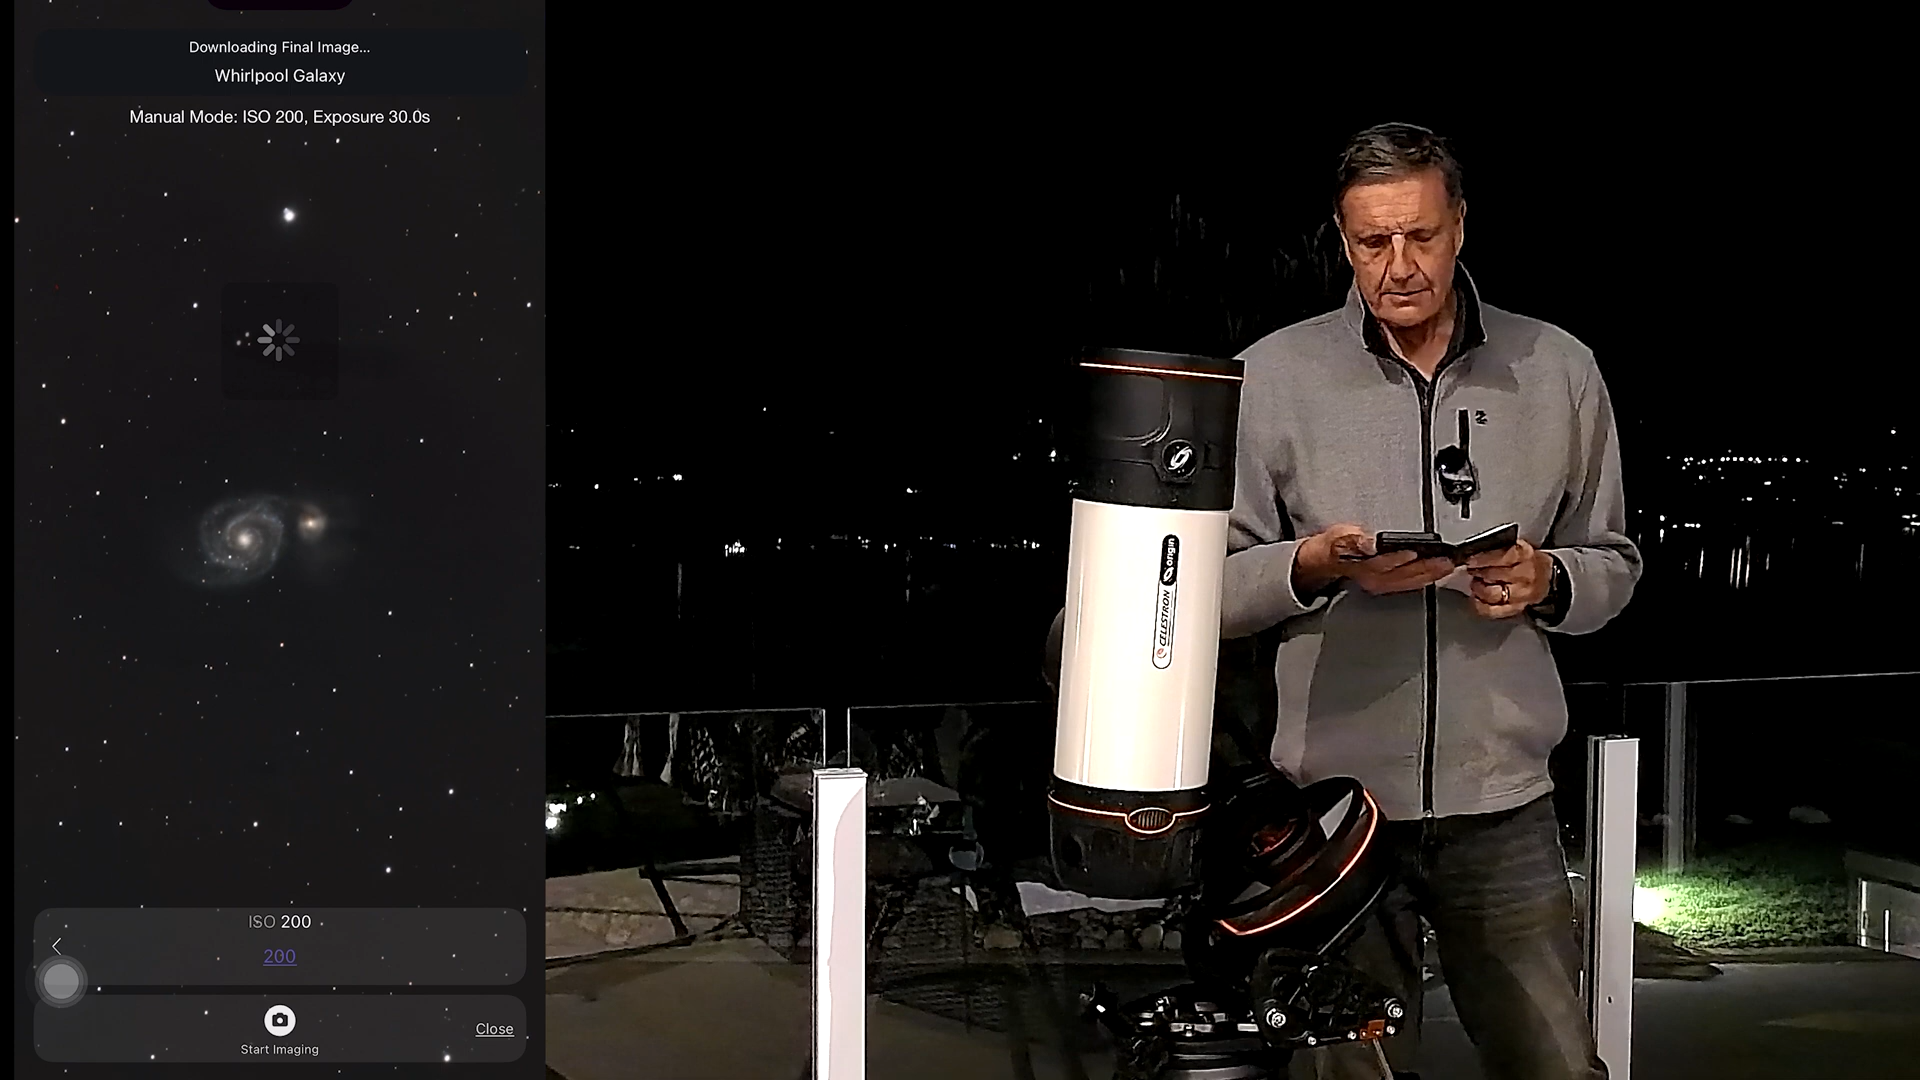 Downloading Final Image...
Whirlpool Galaxy
Manual Mode: ISO 200, Exposure 30.0s
ISO 200
200
Start Imaging
Close
CELESTRON origin